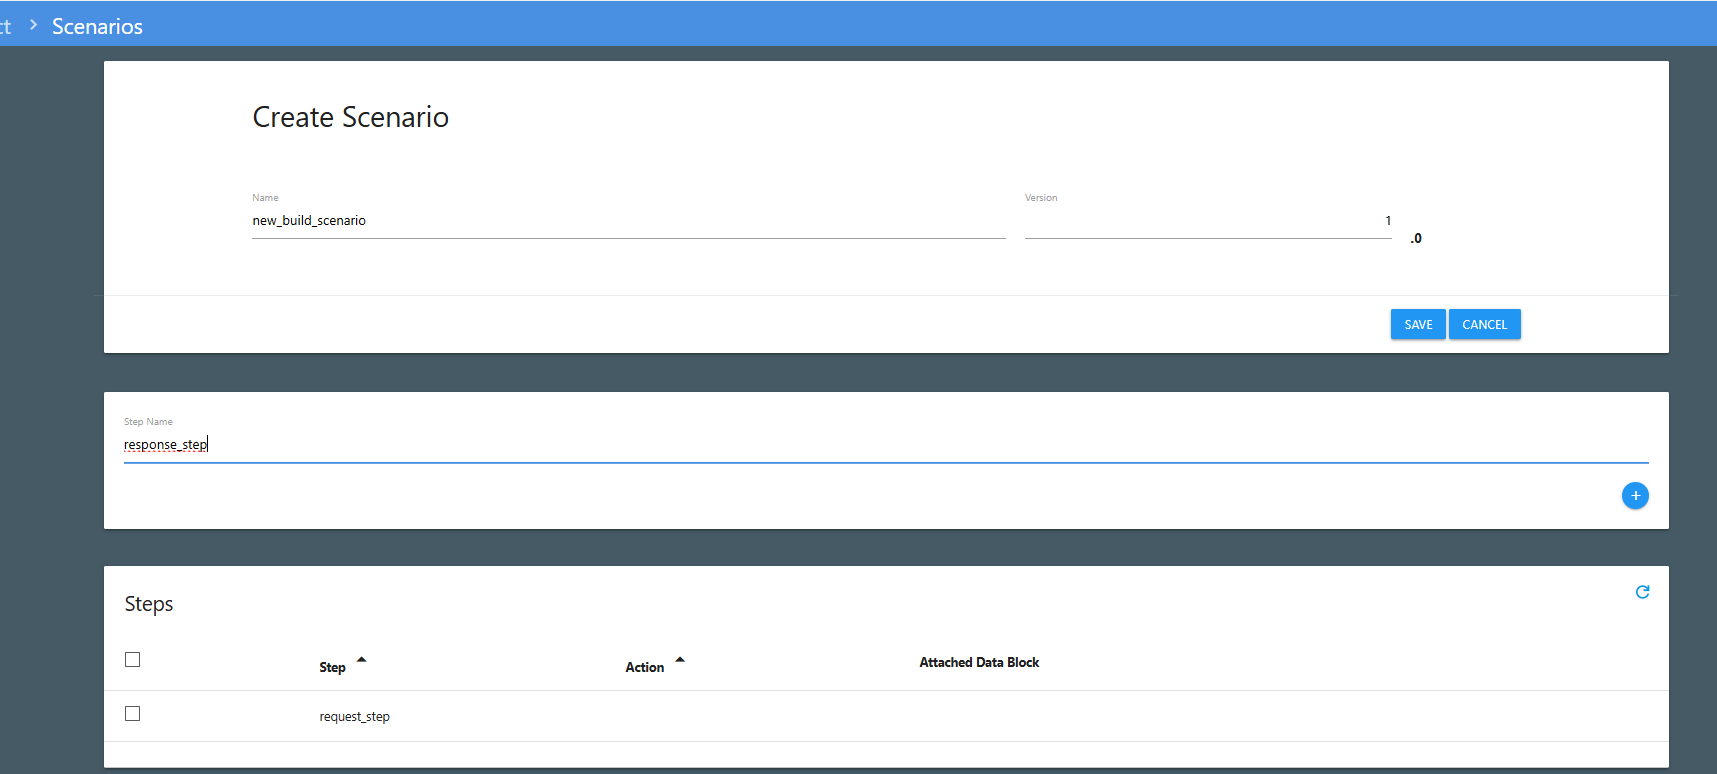 ct > Scenarios
Create Scenario
Name
Version
new_build_scenario
1
.0
SAVE
CANCEL
Step Name
response_step
+
Steps
Step
Action
Attached Data Block
request_step